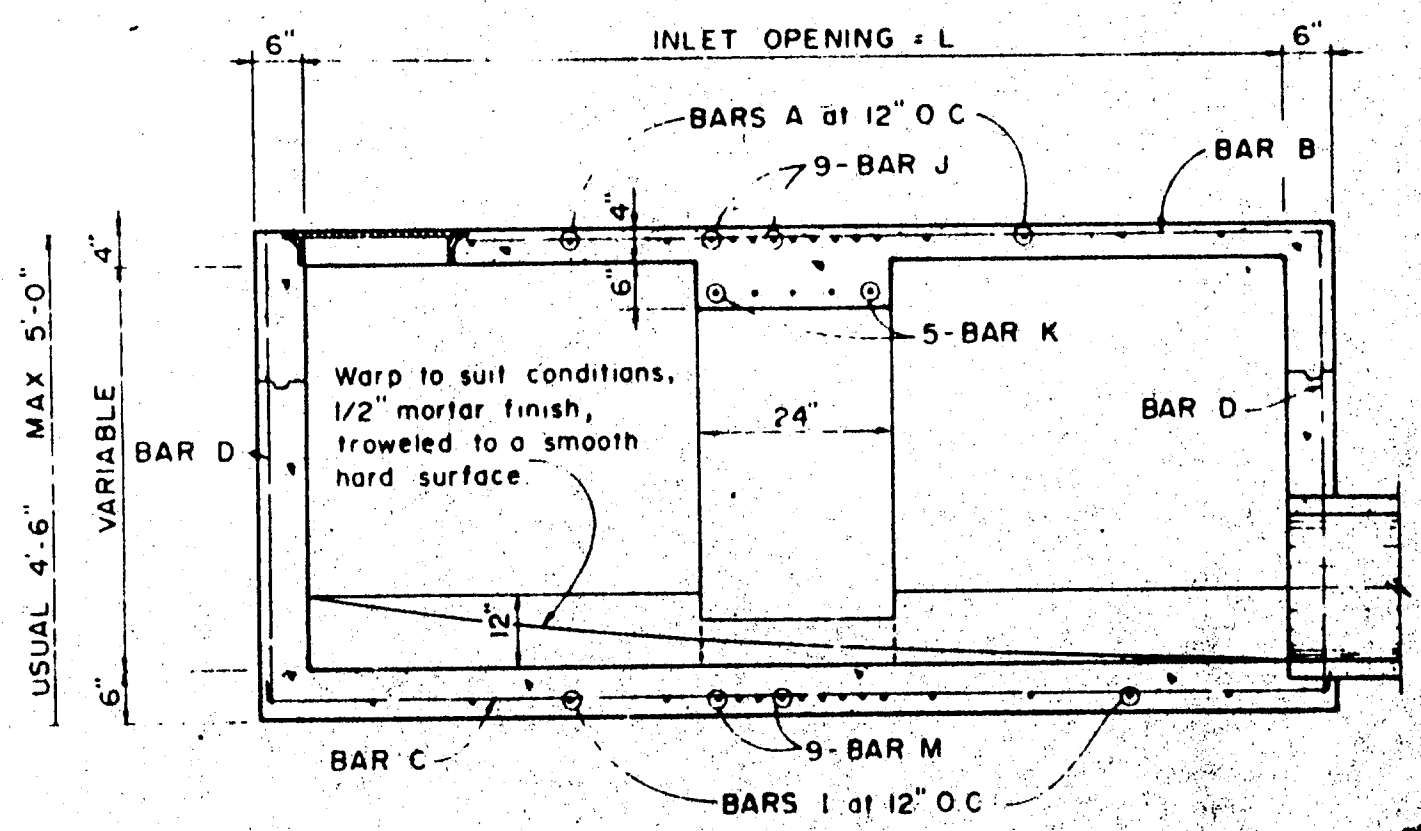 6"
INLET OPENING = L
6"
BARS A at 12" O C
9-BAR J
BAR B
4"
6"
5-BAR K
USUAL 4'-6" MAX 5'-0"
4"
VARIABLE
6"
Warp to suit conditians,
1/2" mortar finish,
troweled to a smooth
hard surface.
24"
BAR D
BAR D
12"
BAR C
9-BAR M
BARS I at 12" O C